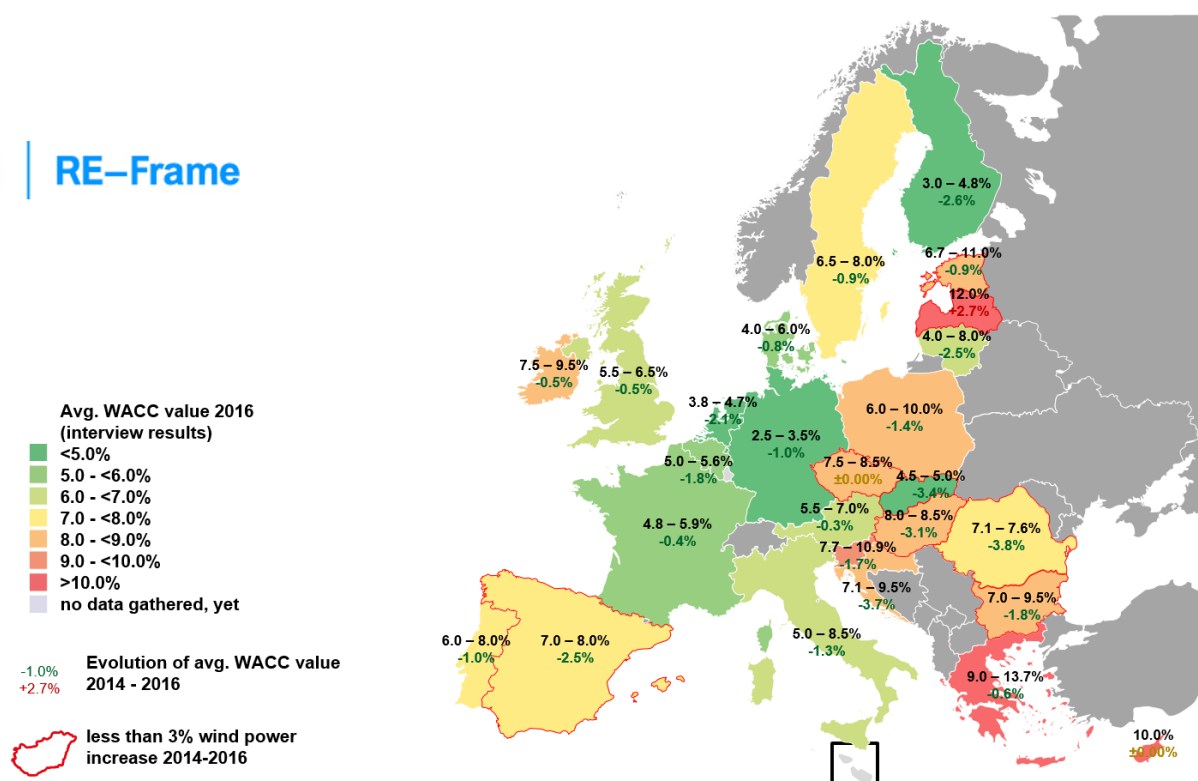 RE–Frame
3.0 – 4.8%
-2.6%
6.7 – 11.0%
-0.9%
6.5 – 8.0%
-0.9%
12.0%
+2.7%
4.0 – 6.0%
-0.8%
4.0 – 8.0%
-2.5%
7.5 – 9.5%
-0.5%
5.5 – 6.5%
-0.5%
3.8 – 4.7%
-2.1%
6.0 – 10.0%
-1.4%
2.5 – 3.5%
-1.0%
5.0 – 5.6%
-1.8%
7.5 – 8.5%
±0.00%
4.5 – 5.0%
-3.4%
5.5 – 7.0%
-0.3%
8.0 – 8.5%
-3.1%
4.8 – 5.9%
-0.4%
7.1 – 7.6%
-3.8%
7.7 – 10.9%
-1.7%
7.1 – 9.5%
-3.7%
7.0 – 9.5%
-1.8%
6.0 – 8.0%
-1.0%
7.0 – 8.0%
-2.5%
5.0 – 8.5%
-1.3%
9.0 – 13.7%
-0.6%
10.0%
±0.00%
Avg. WACC value 2016
(interview results)
<5.0%
5.0 - <6.0%
6.0 - <7.0%
7.0 - <8.0%
8.0 - <9.0%
9.0 - <10.0%
>10.0%
no data gathered, yet
-1.0%
+2.7%
Evolution of avg. WACC value
2014 - 2016
less than 3% wind power
increase 2014-2016